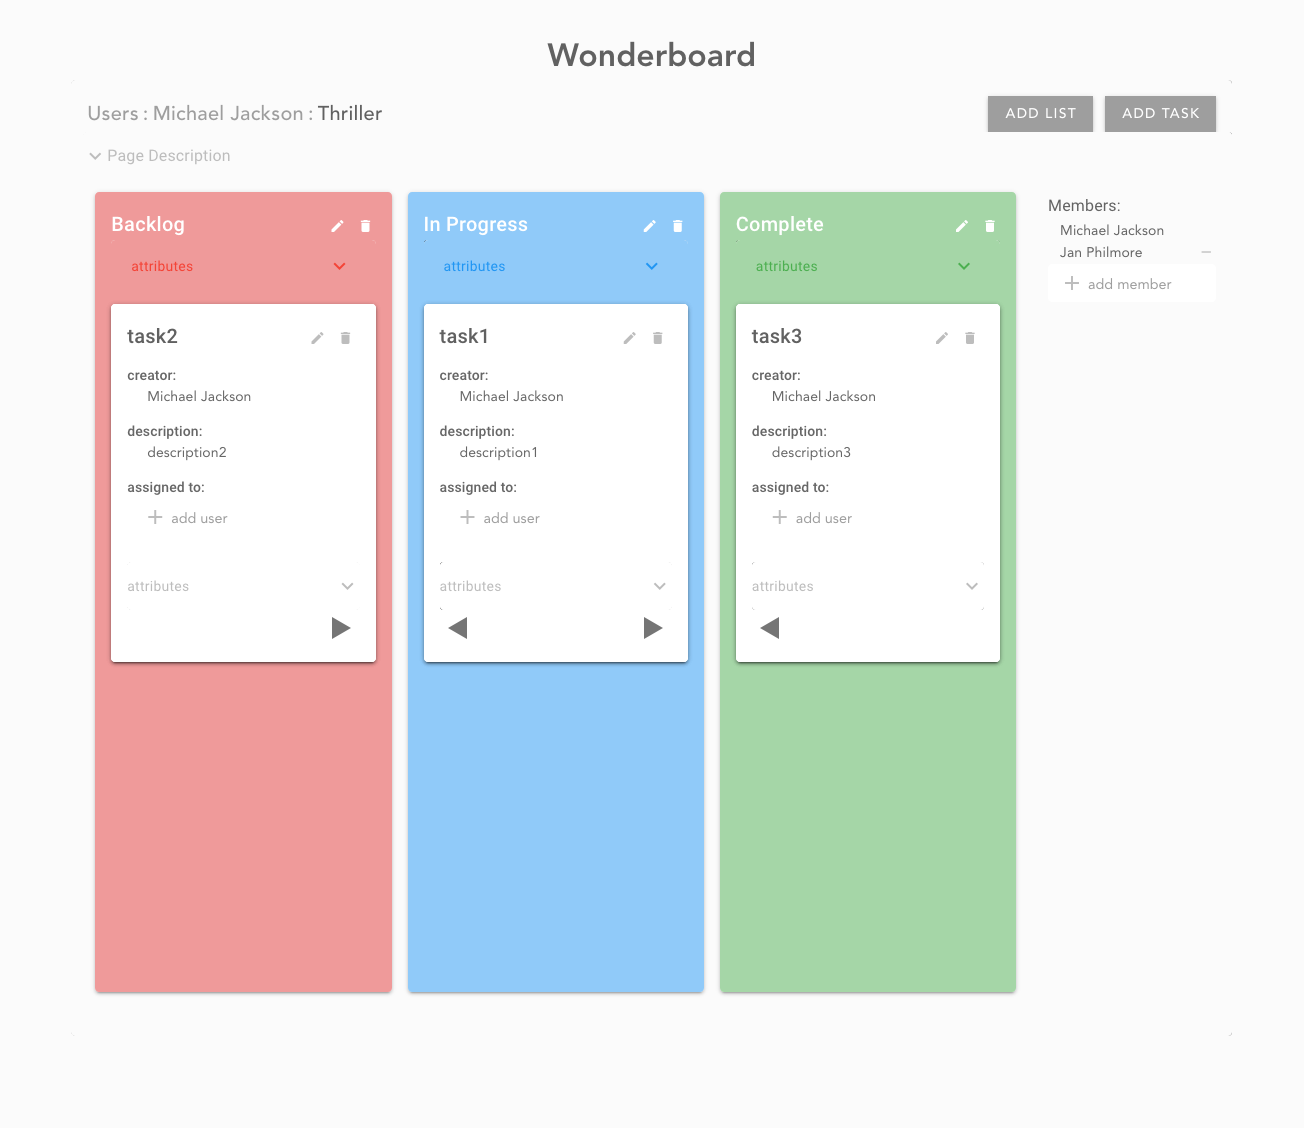 Wonderboard
Users : Michael Jackson : Thriller
ADD LIST
ADD TASK
Page Description
Backlog
attributes
task2
creator:
Michael Jackson
description:
description2
assigned to:
add user
attributes
In Progress
attributes
task1
creator:
Michael Jackson
description:
description1
assigned to:
add user
attributes
Complete
attributes
task3
creator:
Michael Jackson
description:
description3
assigned to:
add user
attributes
Members:
Michael Jackson
Jan Philmore
add member